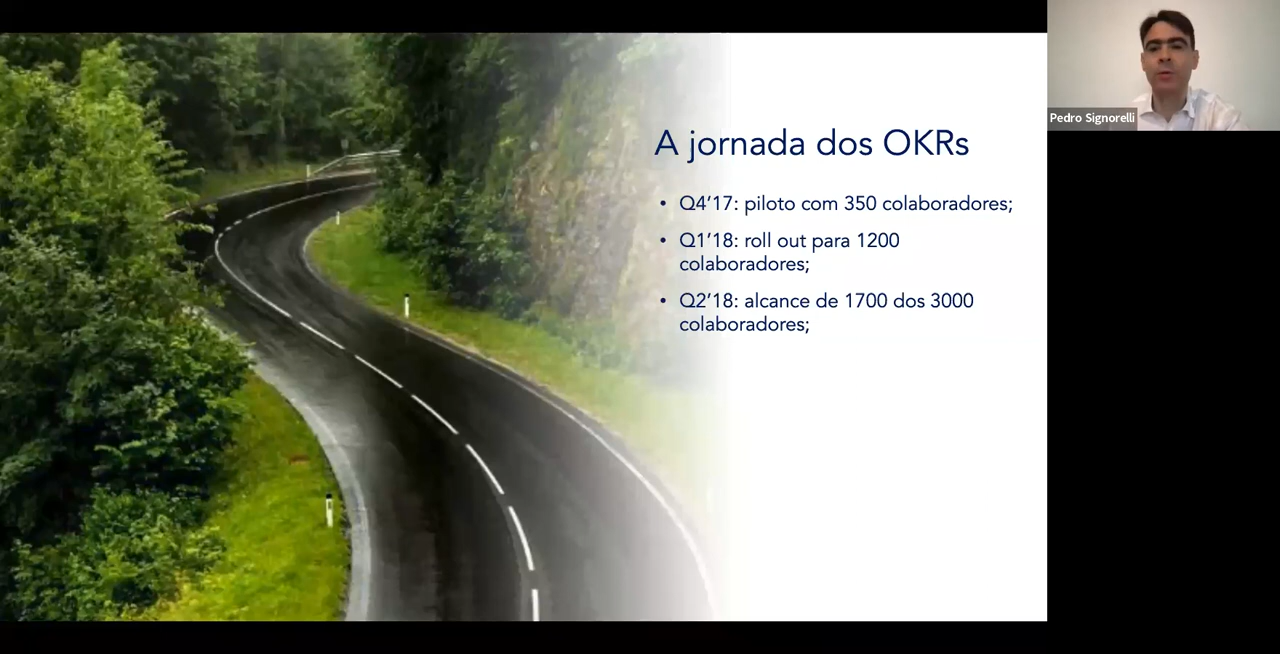 Pedro Signorelli
A jornada dos OKRs
• Q4’17: piloto com 350 colaboradores;
• Q1’18: roll out para 1200
colaboradores;
• Q2’18: alcance de 1700 dos 3000
colaboradores;